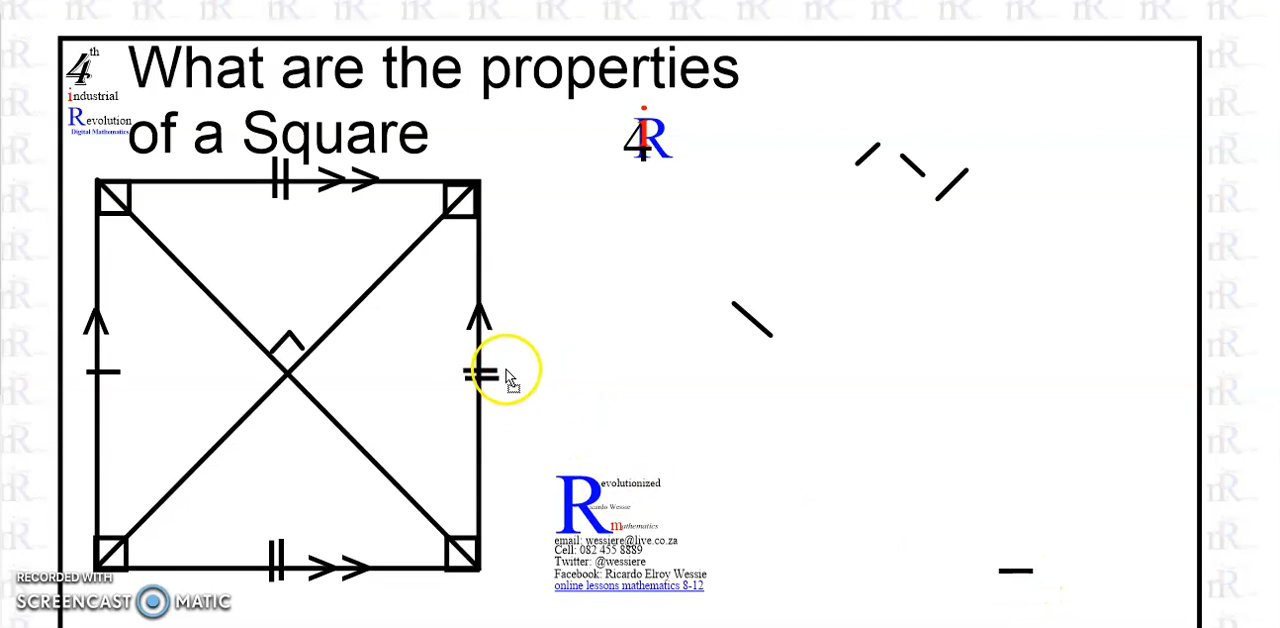 What are the properties
of a Square
4th
industrial
Revolution
Digital Mathematics
4iR
Revolutionized
Ricardo Wessie
mathematics
email: wessiere@live.co.za
Cell: 082 455 8889
Twitter: @wessiere
Facebook: Ricardo Elroy Wessie
online lessons mathematics 8-12
RECORDED WITH
SCREENCAST MATIC